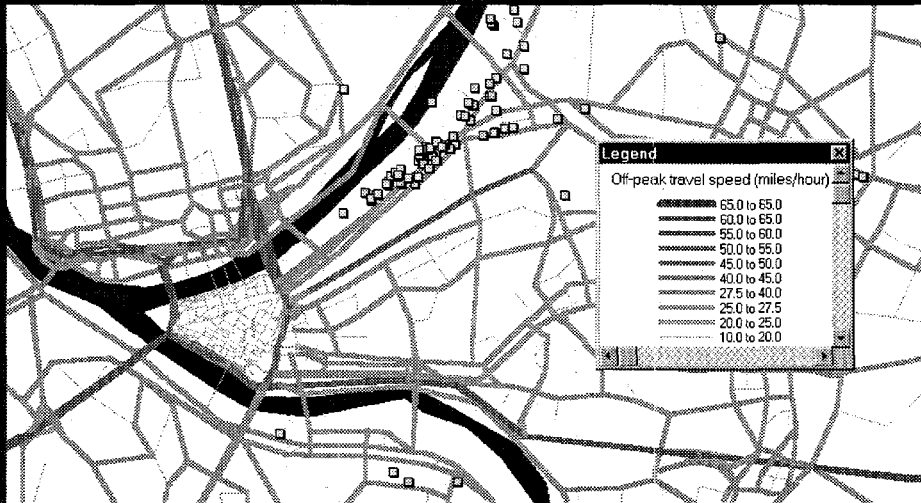 Legend
Off-peak travel speed (miles/hour)
65.0 to 65.0
60.0 to 65.0
55.0 to 60.0
50.0 to 55.0
45.0 to 50.0
40.0 to 45.0
27.5 to 40.0
25.0 to 27.5
20.0 to 25.0
10.0 to 20.0